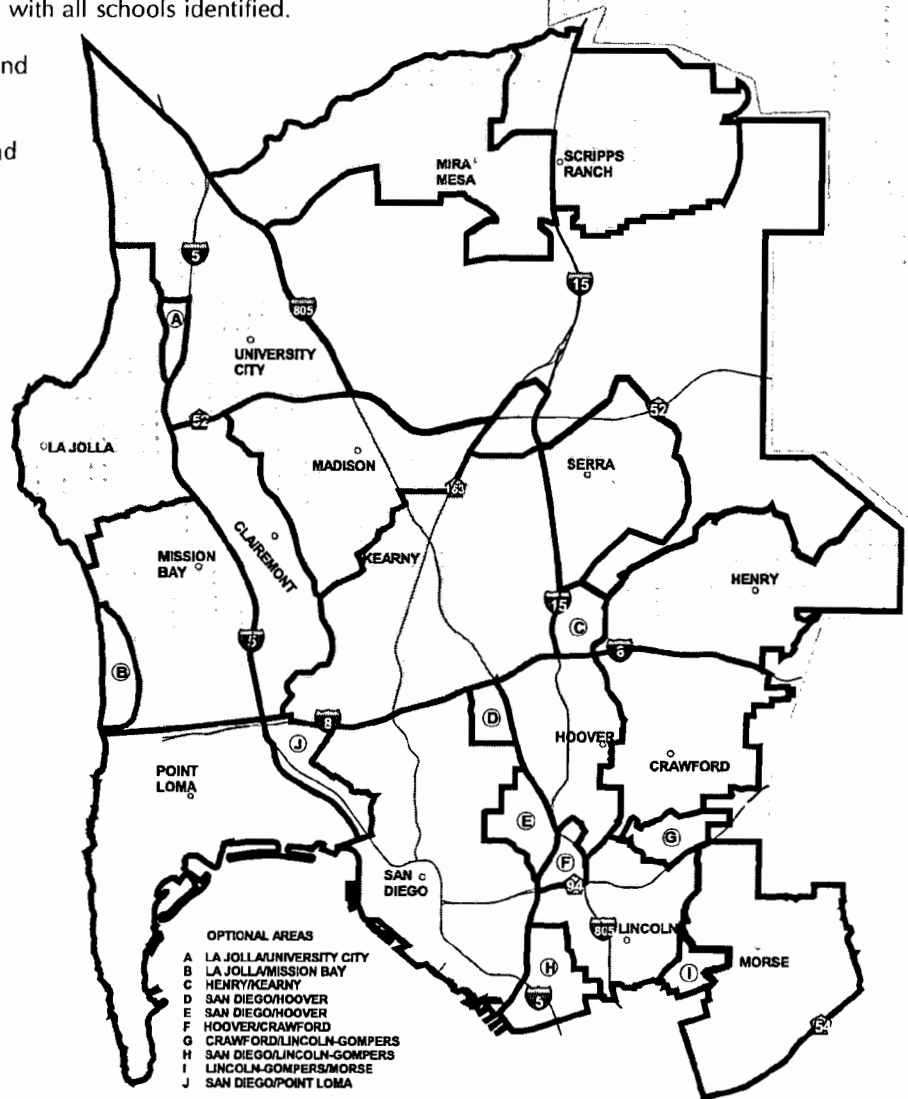 with all schools identified.
nd
nd
MIRA
MESA
SCRIPPS
RANCH
5
15
805
A
UNIVERSITY
CITY
52
52
LA JOLLA
MADISON
SERRA
163
CLAIREMONT
KEARNY
MISSION
BAY
HENRY
15
C
5
8
B
D
8
J
HOOVER
CRAWFORD
POINT
LOMA
E
G
F
SAN
DIEGO
94
805
LINCOLN
H
I
MORSE
5
54
OPTIONAL AREAS
A LA JOLLA/UNIVERSITY CITY
B LA JOLLA/MISSION BAY
C HENRY/KEARNY
D SAN DIEGO/HOOVER
E SAN DIEGO/HOOVER
F HOOVER/CRAWFORD
G CRAWFORD/LINCOLN-GOMPERS
H SAN DIEGO/LINCOLN-GOMPERS
I LINCOLN-GOMPERS/MORSE
J SAN DIEGO/POINT LOMA